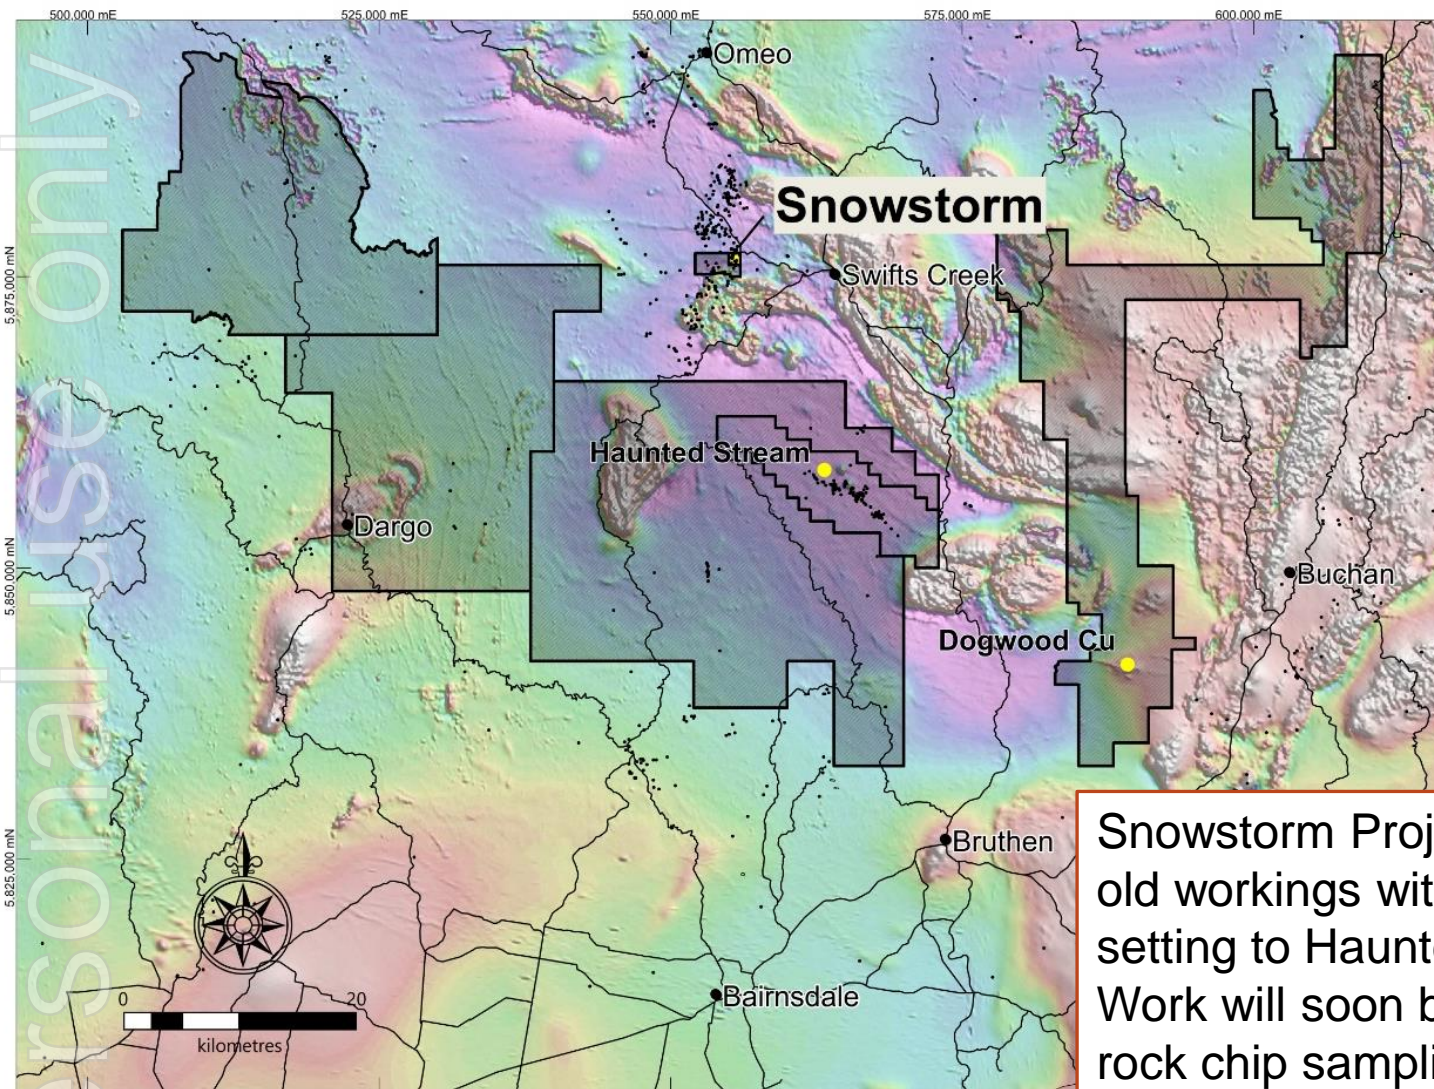 500,000 mE 525,000 mE 550,000 mE 575,000 mE 600,000 mE
Omeo
Snowstorm
Swifts Creek
5,875,000 mN
Haunted Stream
Dargo
Buchan
5,850,000 mN
Dogwood Cu
Bruthen
5,825,000 mN
Bairnsdale
0 20
kilometres
Snowstorm Proj
old workings wit
setting to Haunt
Work will soon b
rock chip sampli
ersonal use only